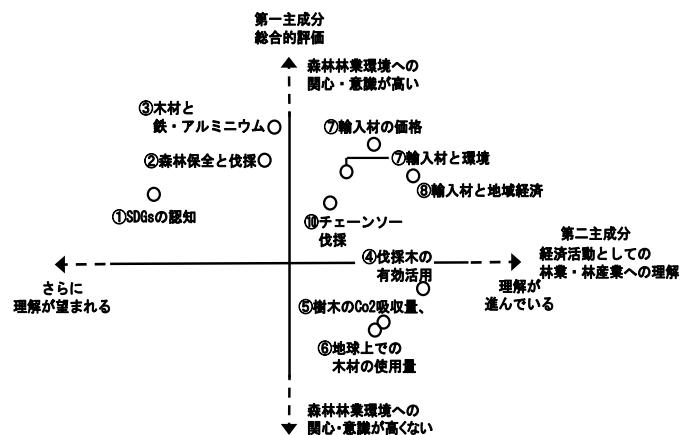 第一主成分
総合的評価
森林林業環境への
関心・意識が高い
③木材と
鉄・アルミニウム
⑦輸入材の価格
②森林保全と伐採
⑦輸入材と環境
⑧輸入材と地域経済
①SDGsの認知
⑩チェーンソー
伐採
第二主成分
経済活動としての
林業・林産業への理解
④伐採木の
有効活用
さらに
理解が望まれる
理解が
進んでいる
⑤樹木のCo2吸収量、
⑥地球上での
木材の使用量
森林林業環境への
関心・意識が高くない